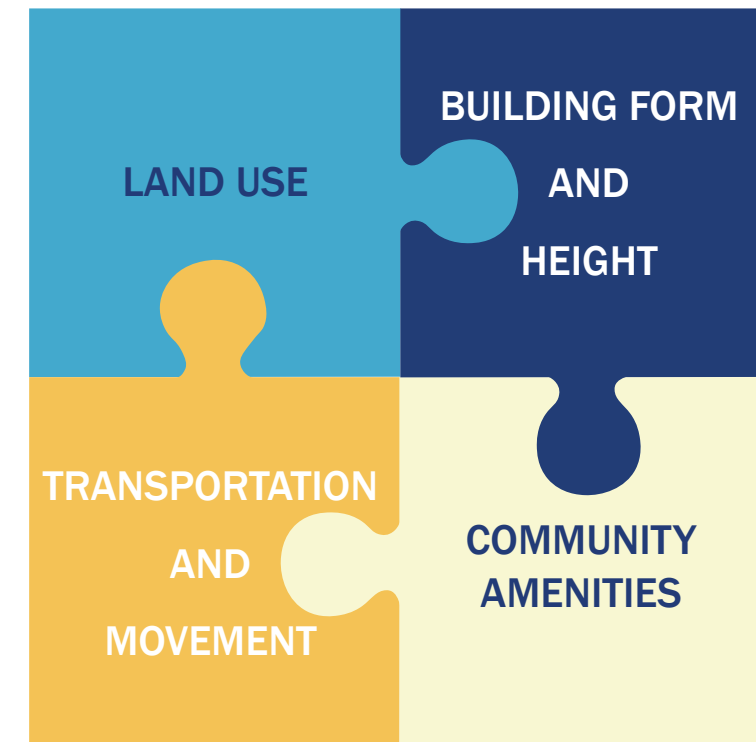 LAND USE
BUILDING FORM
AND
HEIGHT
TRANSPORTATION
AND
MOVEMENT
COMMUNITY
AMENITIES